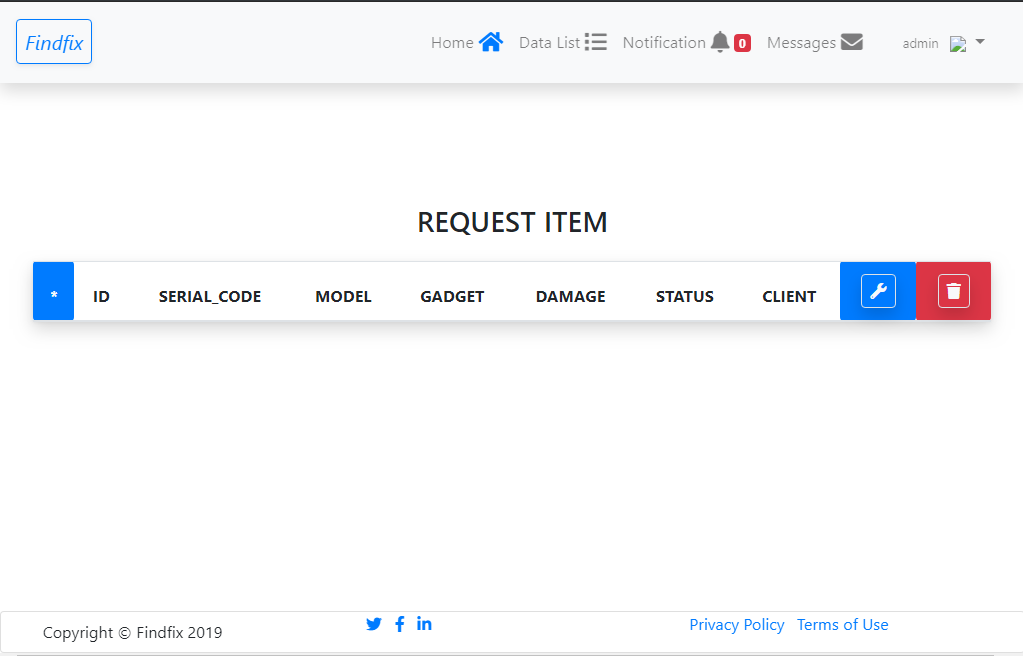 Findfix
Home Data List Notification 0 Messages admin
REQUEST ITEM
* ID SERIAL_CODE MODEL GADGET DAMAGE STATUS CLIENT
Copyright © Findfix 2019 Privacy Policy Terms of Use